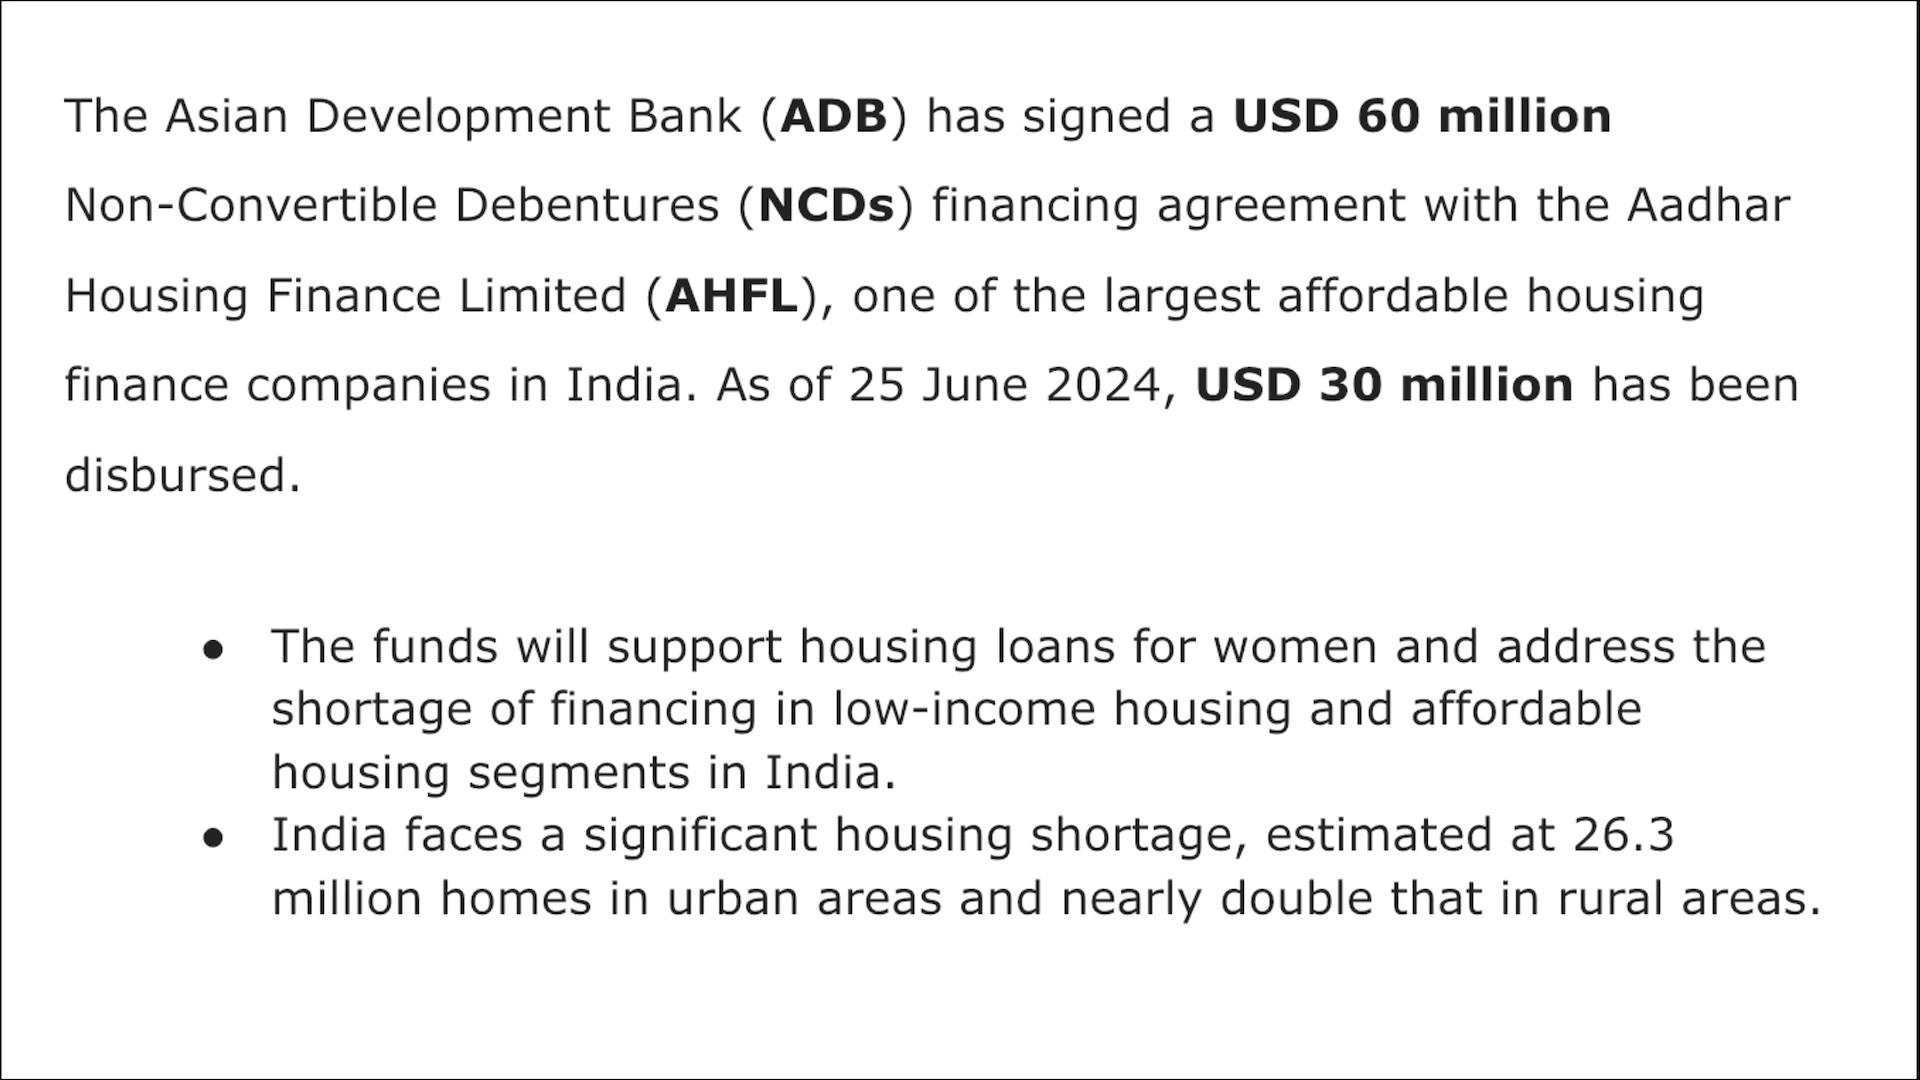 The Asian Development Bank (ADB) has signed a USD 60 million
Non-Convertible Debentures (NCDs) financing agreement with the Aadhar
Housing Finance Limited (AHFL), one of the largest affordable housing
finance companies in India. As of 25 June 2024, USD 30 million has been
disbursed.
● The funds will support housing loans for women and address the
shortage of financing in low-income housing and affordable
housing segments in India.
● India faces a significant housing shortage, estimated at 26.3
million homes in urban areas and nearly double that in rural areas.